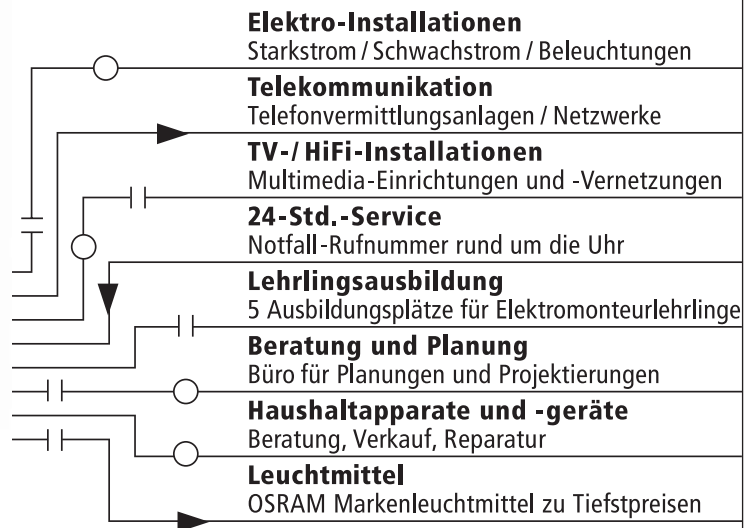 Elektro-Installationen
Starkstrom / Schwachstrom / Beleuchtungen
Telekommunikation
Telefonvermittlungsanlagen / Netzwerke
TV-/ HiFi-Installationen
Multimedia-Einrichtungen und -Vernetzungen
24-Std.-Service
Notfall-Rufnummer rund um die Uhr
Lehrlingsausbildung
5 Ausbildungsplätze für Elektromonteurlehrlinge
Beratung und Planung
Büro für Planungen und Projektierungen
Haushaltapparate und -geräte
Beratung, Verkauf, Reparatur
Leuchtmittel
OSRAM Markenleuchtmittel zu Tiefstpreisen